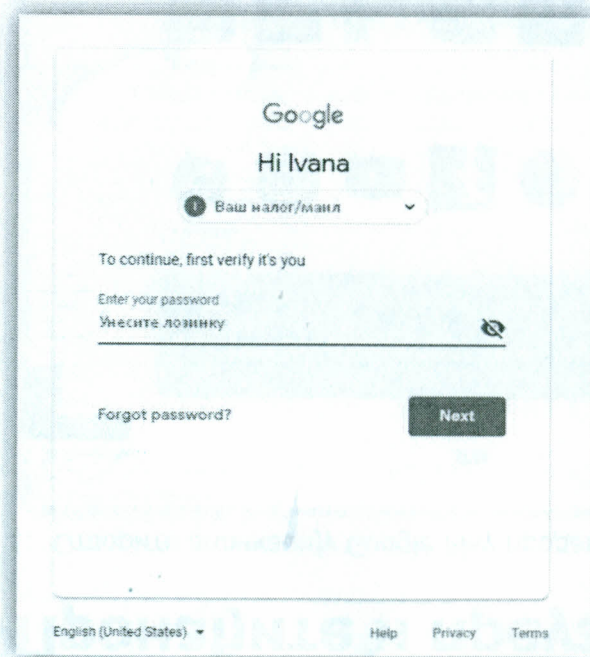 Google
Hi Ivana
Ваш налог/маил
To continue, first verify it's you
Enter your password
Унесите лозинку
Forgot password?
Next
English (United States)
Help Privacy Terms